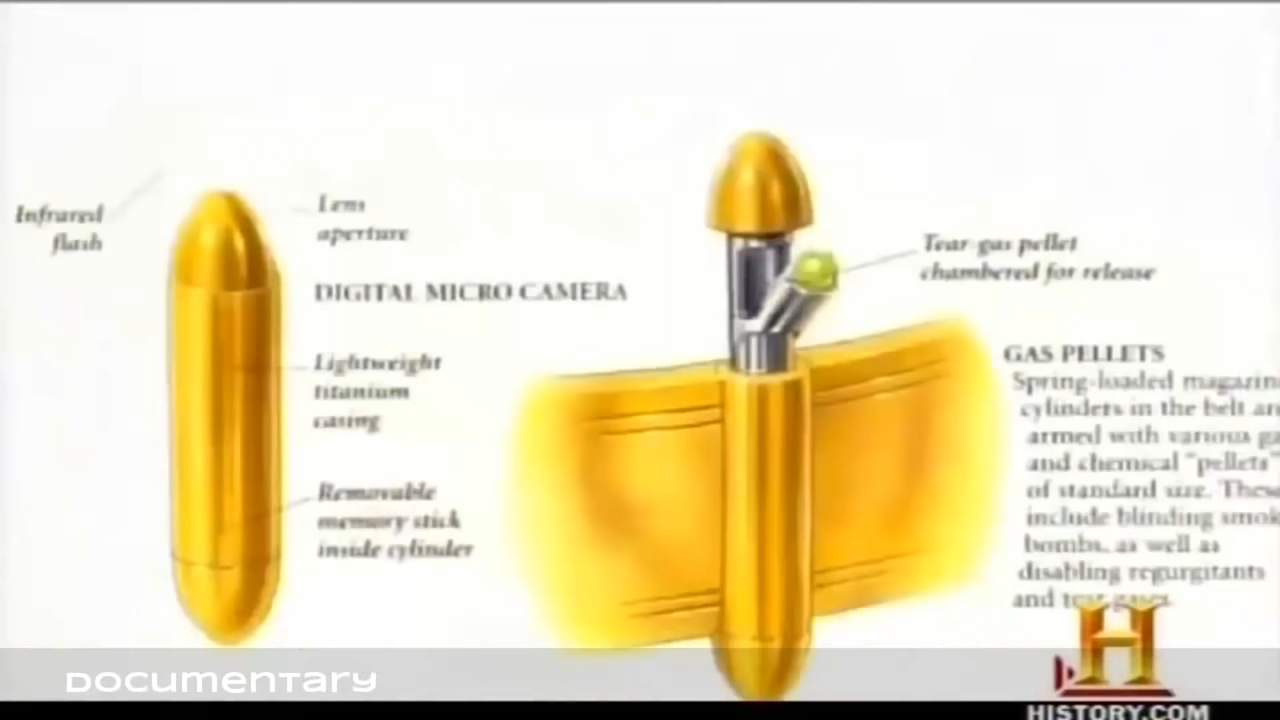 Infrared
flash
Lens
aperture
DIGITAL MICRO CAMERA
Lightweight
titanium
casing
Removable
memory stick
inside cylinder
Tear-gas pellet
chambered for release
GAS PELLETS
Spring-loaded magazin
cylinders in the belt ar
armed with various ga
and chemical "pellets"
of standard size. These
include blinding smok
bombs, as well as
disabling regurgitants
and tear gases.
DOCUMENTARY
H
HISTORY.COM